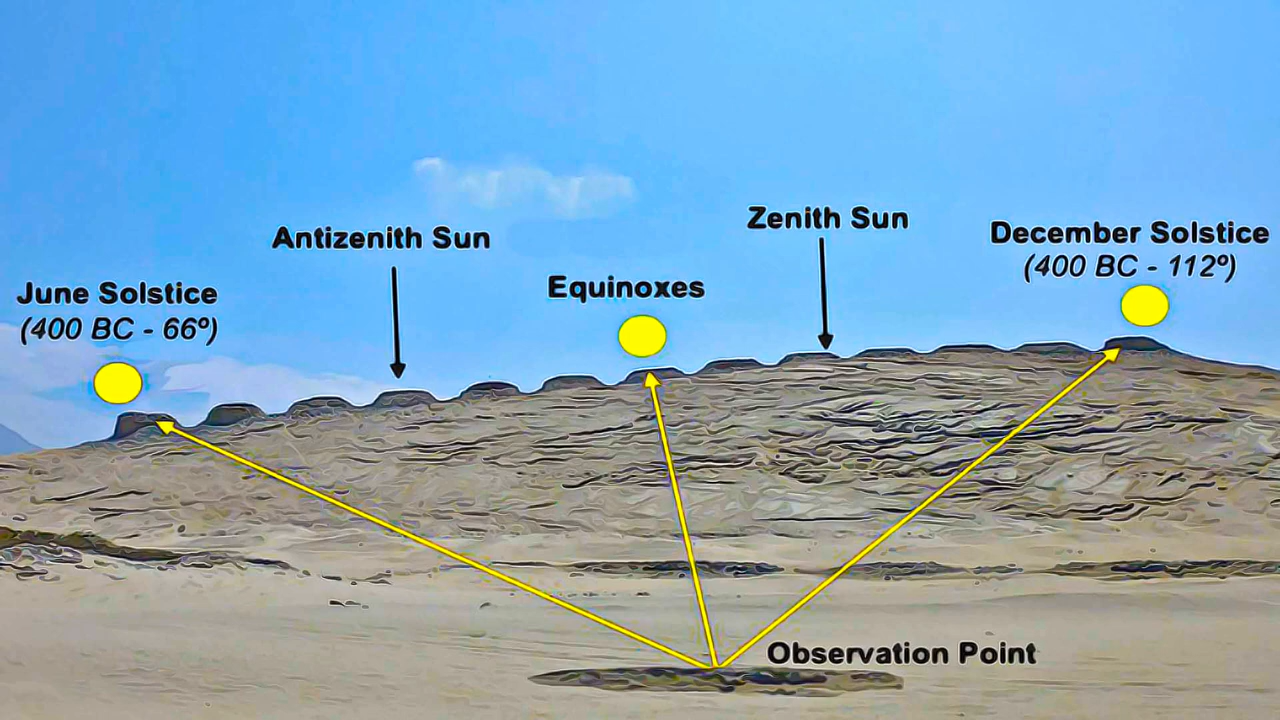 June Solstice
(400 BC - 66º)
Antizenith Sun
Equinoxes
Zenith Sun
December Solstice
(400 BC - 112º)
Observation Point